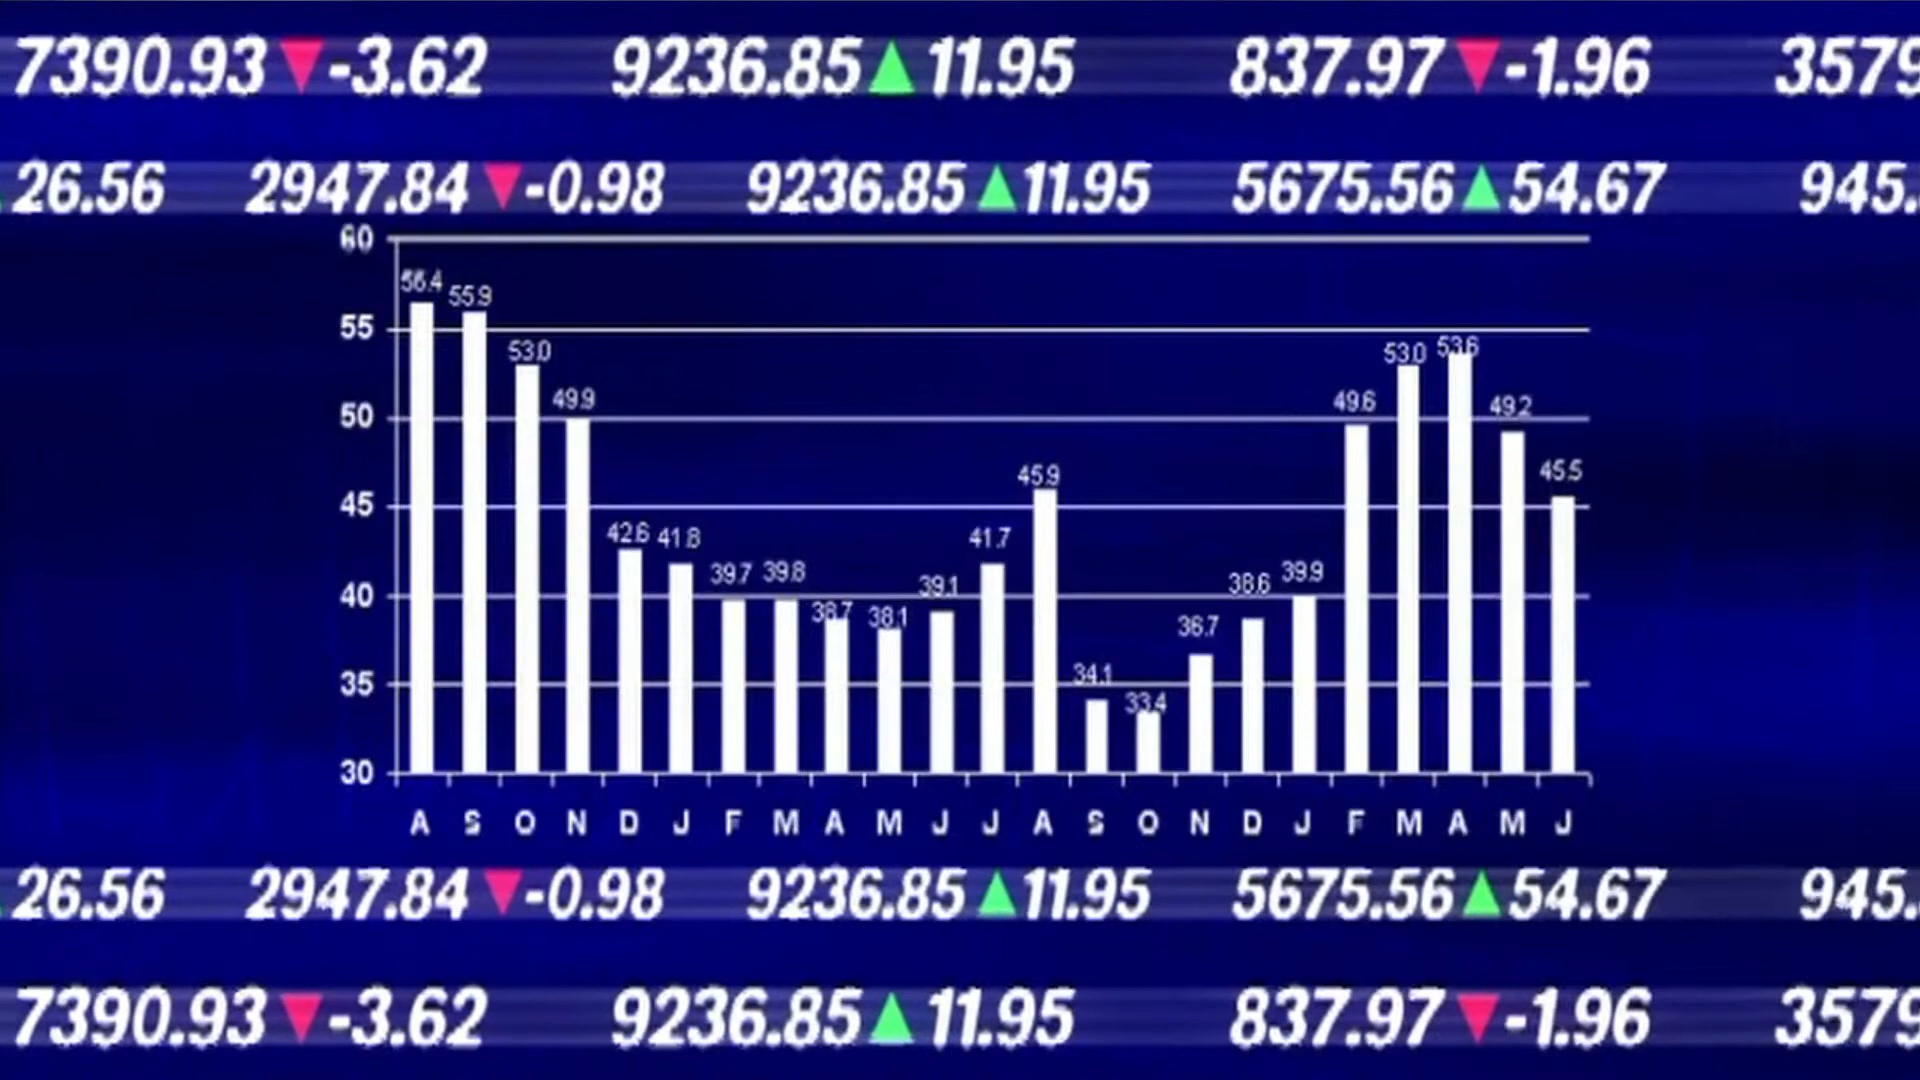 7390.93 ▼-3.62 9236.85 ▲ 11.95 837.97 ▼-1.96 3579
26.56 2947.84 ▼-0.98 9236.85 ▲11.95 5675.56 ▲54.67 945.
60
56.4 55.9
55
53.0 53.0 53.6
50 49.9 49.6 49.2
45.9 45.5
45
42.6 41.8 41.7
39.7 39.8 39.1 38.6 39.9
40
38.7 38.1 36.7
35 34.1
33.4
30
A S O N D J F M A M J J A S O N D J F M A M J
26.56 2947.84 ▼-0.98 9236.85 ▲11.95 5675.56 ▲54.67 945.
7390.93 ▼-3.62 9236.85 ▲ 11.95 837.97 ▼-1.96 3579